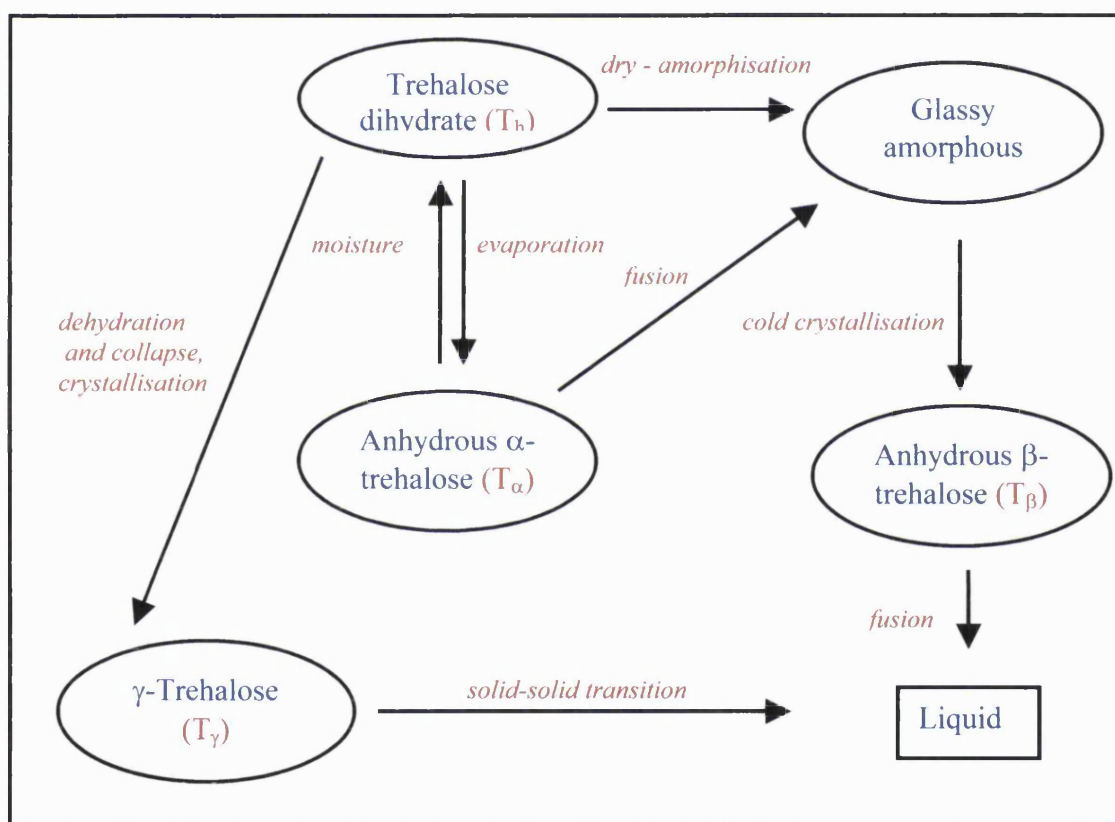 dry - amorphisation
Trehalose
dihydrate (Tₕ)
Glassy
amorphous
moisture
evaporation
fusion
dehydration
and collapse,
crystallisation
cold crystallisation
Anhydrous α-
trehalose (Tα)
Anhydrous β-
trehalose (Tᵦ)
fusion
γ-Trehalose
(Tᵧ)
solid-solid transition
Liquid